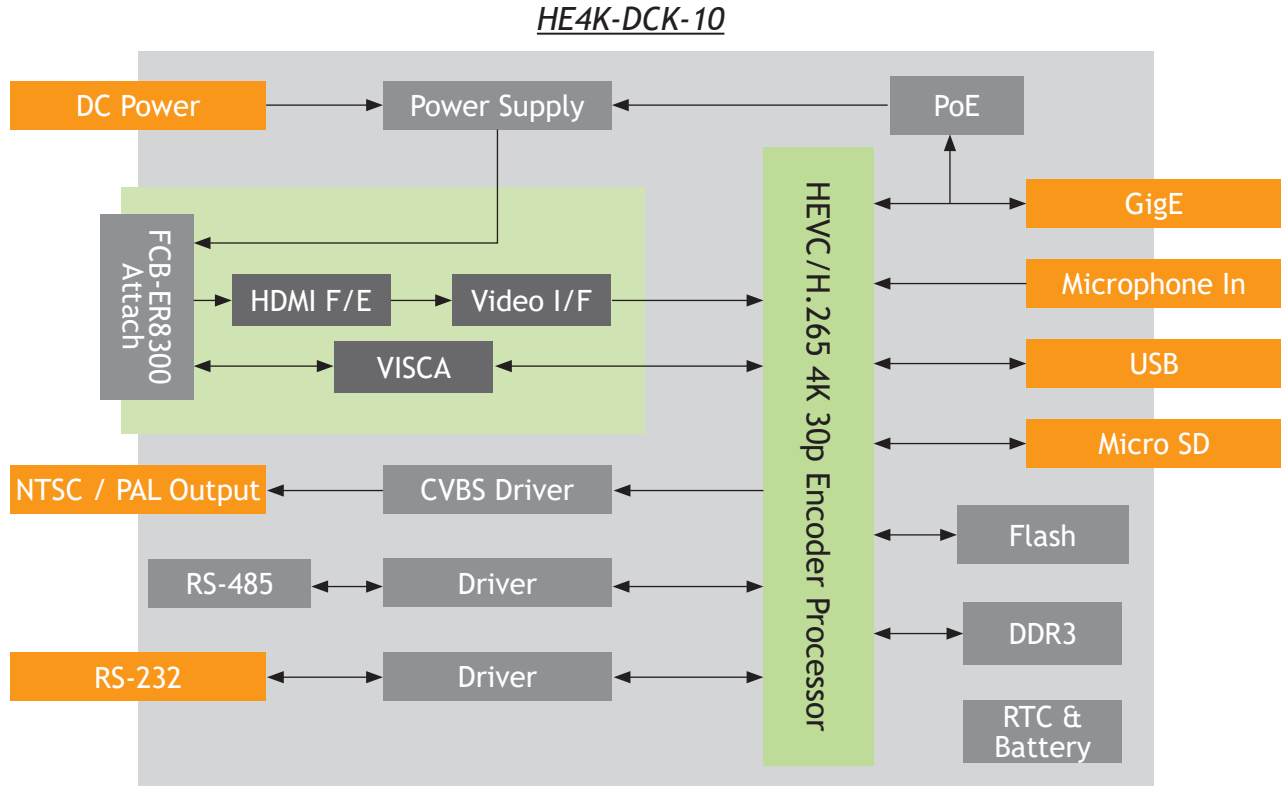 HE4K-DCK-10
DC Power
Power Supply
PoE
GigE
FCB-ER8300
Attach
HDMI F/E
Video I/F
VISCA
HEVC/H.265 4K 30p Encoder Processor
Microphone In
USB
Micro SD
NTSC / PAL Output
CVBS Driver
Flash
RS-485
Driver
DDR3
RS-232
Driver
RTC &
Battery